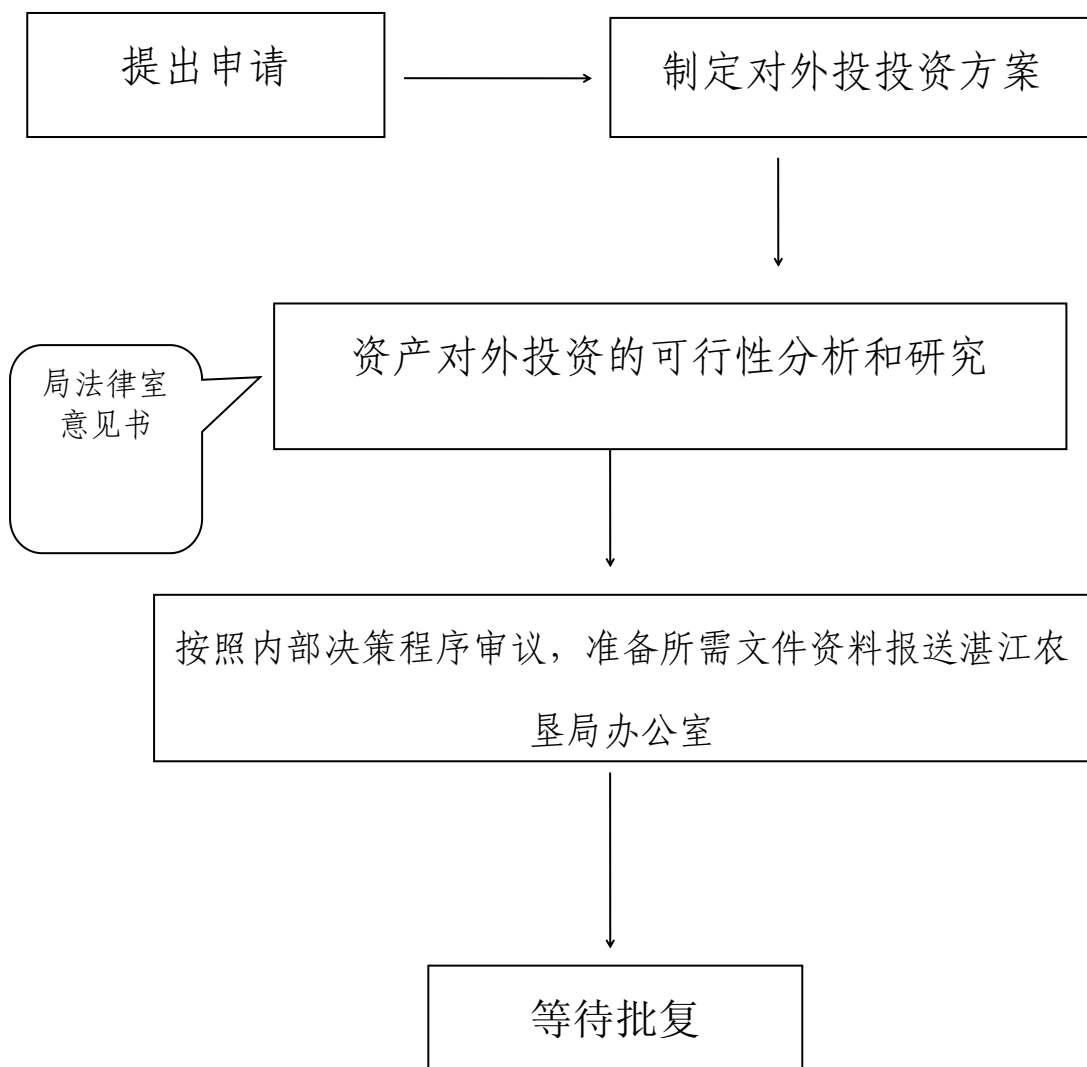 提出申请
制定对外投投资方案
资产对外投资的可行性分析和研究
局法律室
意见书
按照内部决策程序审议，准备所需文件资料报送湛江农
垦局办公室
等待批复